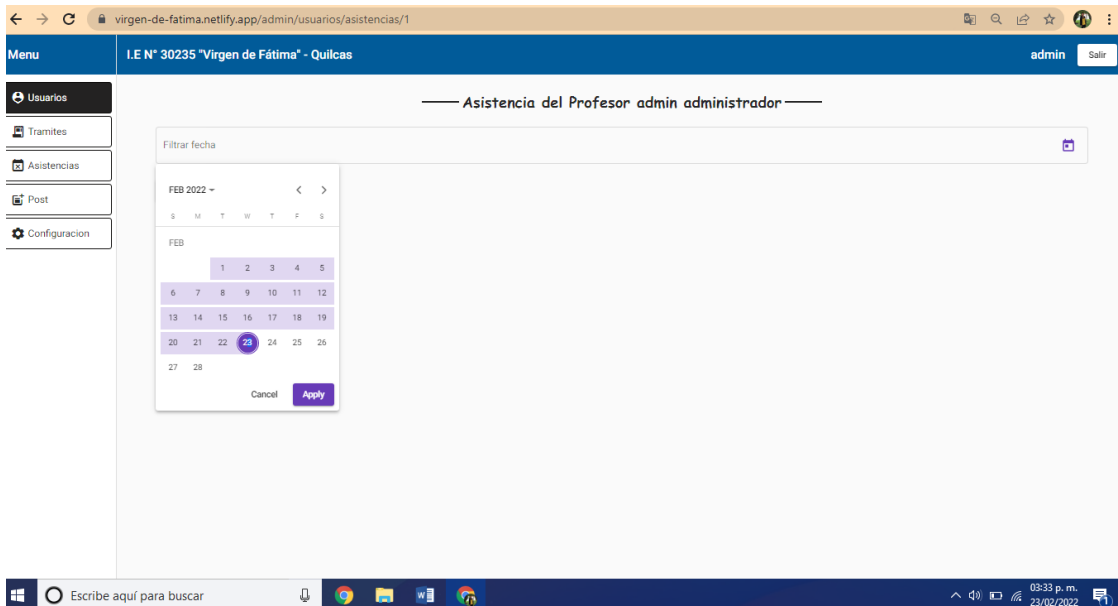 virgen-de-fatima.netlify.app/admin/usuarios/asistencias/1
Menu
I.E N° 30235 "Virgen de Fátima" - Quilcas
admin
Salir
Usuarios
Tramites
Asistencias
Post
Configuracion
Asistencia del Profesor admin administrador
Filtrar fecha
FEB 2022
S M T W T F S
FEB
1 2 3 4 5
6 7 8 9 10 11 12
13 14 15 16 17 18 19
20 21 22 23 24 25 26
27 28
Cancel Apply
Escribe aquí para buscar
03:33 p. m.
23/02/2022